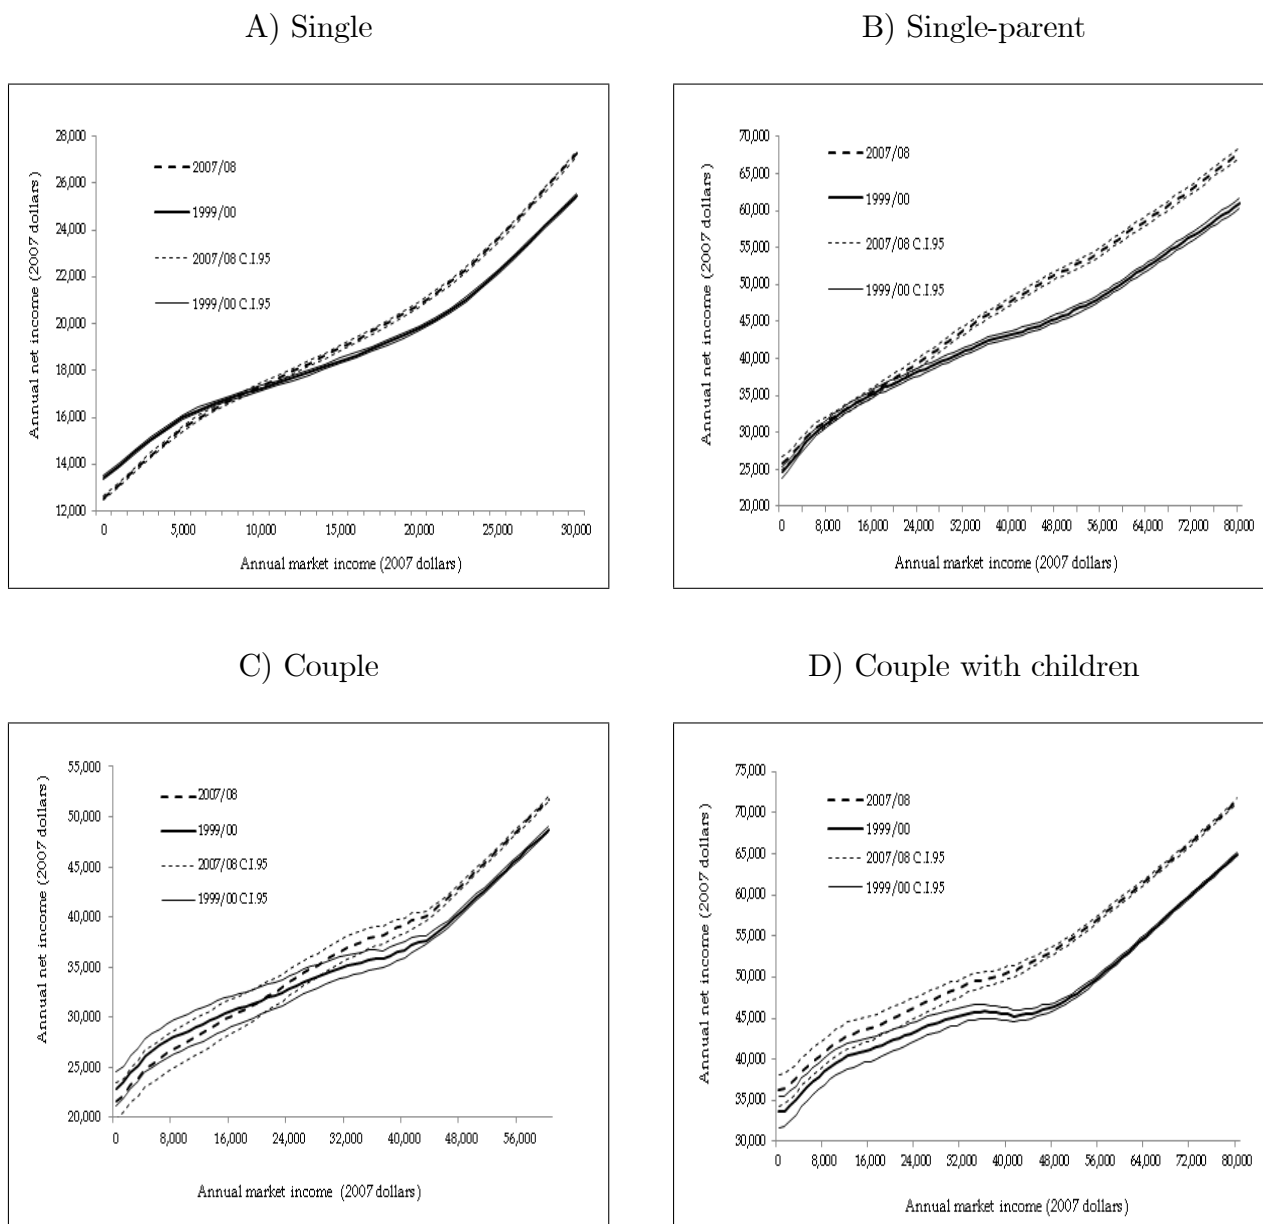 A) Single
28,000
26,000
24,000
22,000
20,000
18,000
16,000
14,000
12,000
Annual net income (2007 dollars)
2007/08
1999/00
2007/08 C.I.95
1999/00 C.I.95
0 5,000 10,000 15,000 20,000 25,000 30,000
Annual market income (2007 dollars)
B) Single-parent
70,000
65,000
60,000
55,000
50,000
45,000
40,000
35,000
30,000
25,000
20,000
Annual net income (2007 dollars)
2007/08
1999/00
2007/08 C.I.95
1999/00 C.I.95
0 8,000 16,000 24,000 32,000 40,000 48,000 56,000 64,000 72,000 80,000
Annual market income (2007 dollars)
C) Couple
55,000
50,000
45,000
40,000
35,000
30,000
25,000
20,000
Annual net income (2007 dollars)
2007/08
1999/00
2007/08 C.I.95
1999/00 C.I.95
0 8,000 16,000 24,000 32,000 40,000 48,000 56,000
Annual market income (2007 dollars)
D) Couple with children
75,000
70,000
65,000
60,000
55,000
50,000
45,000
40,000
35,000
30,000
Annual net income (2007 dollars)
2007/08
1999/00
2007/08 C.I.95
1999/00 C.I.95
0 8,000 16,000 24,000 32,000 40,000 48,000 56,000 64,000 72,000 80,000
Annual market income (2007 dollars)